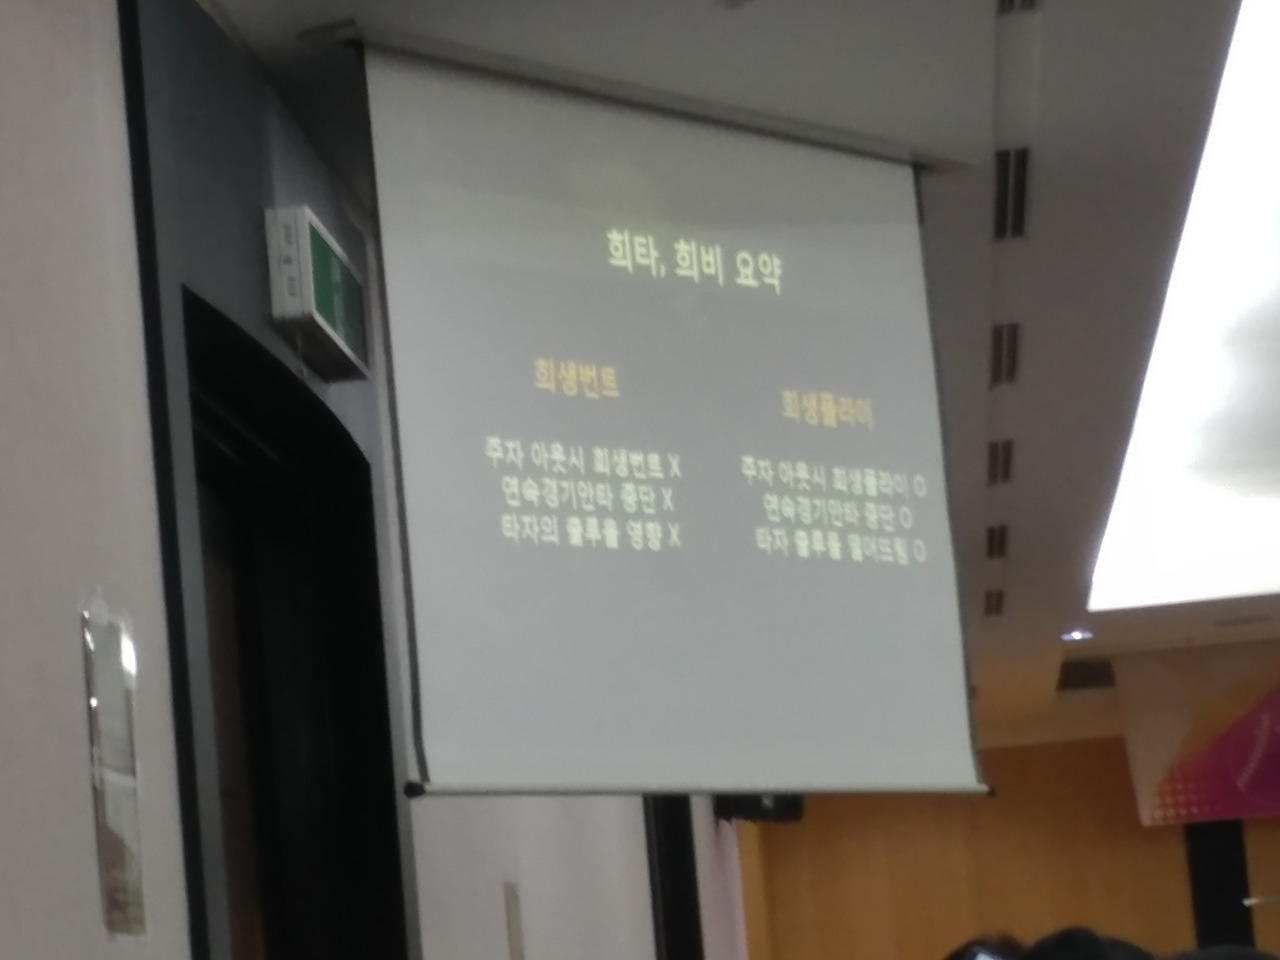 희타, 희비 요약
희생번트
주자 아웃시 희생번트 X
연속경기안타 중단 X
타자의 출루율 영향 X
희생플라이
주자 아웃시 희생플라이 O
연속경기안타 중단 O
타자 출루율 떨어뜨림 O